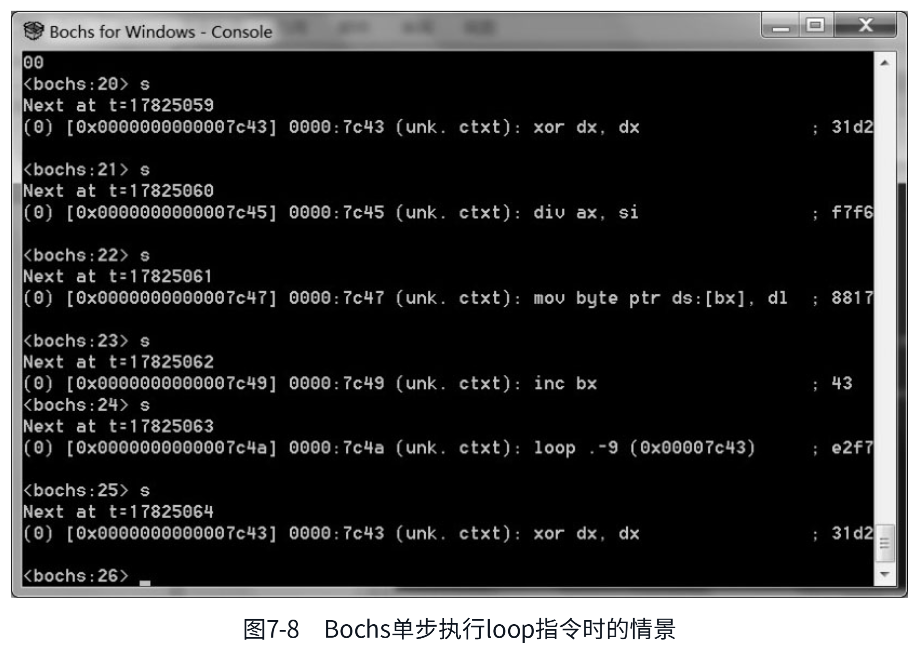 Bochs for Windows - Console
00
<bochs:20> s
Next at t=17825059
(0) [0x0000000000007c43] 0000:7c43 (unk. ctxt): xor dx, dx ; 31d2
<bochs:21> s
Next at t=17825060
(0) [0x0000000000007c45] 0000:7c45 (unk. ctxt): div ax, si ; f7f6
<bochs:22> s
Next at t=17825061
(0) [0x0000000000007c47] 0000:7c47 (unk. ctxt): mov byte ptr ds:[bx], dl ; 8817
<bochs:23> s
Next at t=17825062
(0) [0x0000000000007c49] 0000:7c49 (unk. ctxt): inc bx ; 43
<bochs:24> s
Next at t=17825063
(0) [0x0000000000007c4a] 0000:7c4a (unk. ctxt): loop .-9 (0x00007c43) ; e2f7
<bochs:25> s
Next at t=17825064
(0) [0x0000000000007c43] 0000:7c43 (unk. ctxt): xor dx, dx ; 31d2
<bochs:26> _
图7-8 Bochs单步执行loop指令时的情景